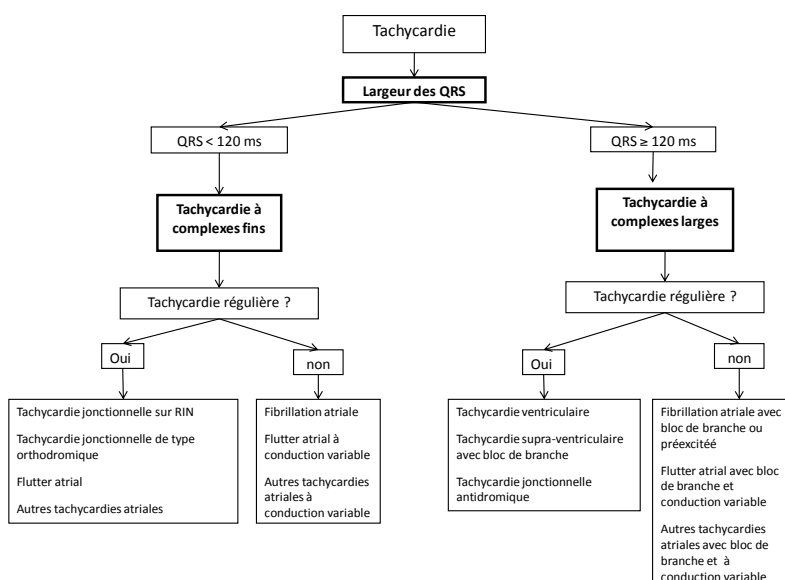 Tachycardie
Largeur des QRS
QRS < 120 ms
QRS ≥ 120 ms
Tachycardie à
complexes fins
Tachycardie à
complexes larges
Tachycardie régulière ?
Tachycardie régulière ?
Oui
non
Oui
non
Tachycardie jonctionnelle sur RIN
Tachycardie jonctionnelle de type
orthodromique
Flutter atrial
Autres tachycardies atriales
Fibrillation atriale
Flutter atrial à
conduction variable
Autres tachycardies
atriales à
conduction variable
Tachycardie ventriculaire
Tachycardie supra-ventriculaire
avec bloc de branche
Tachycardie jonctionnelle
antidromique
Fibrillation atriale avec
bloc de branche ou
préexcitéé
Flutter atrial avec bloc
de branche et
conduction variable
Autres tachycardies
atriales avec bloc de
branche et à
conduction variable